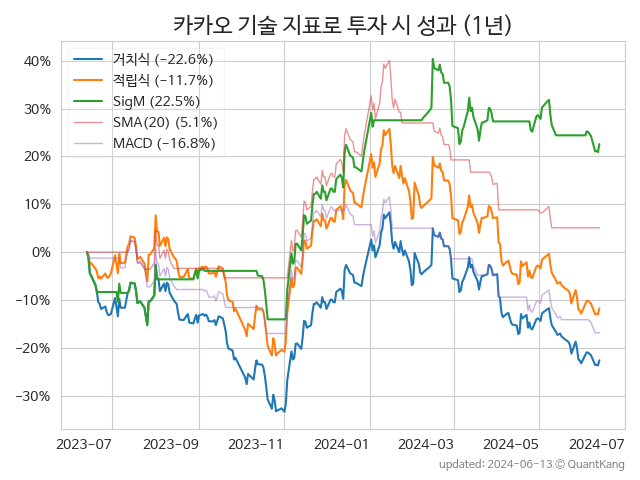 카카오 기술 지표로 투자 시 성과 (1년)
거치식 (−22.6%)
적립식 (−11.7%)
SigM (22.5%)
SMA(20) (5.1%)
MACD (−16.8%)
40%
30%
20%
10%
0%
−10%
−20%
−30%
2023-07 2023-09 2023-11 2024-01 2024-03 2024-05 2024-07
updated: 2024-06-13 ⓒ QuantKang